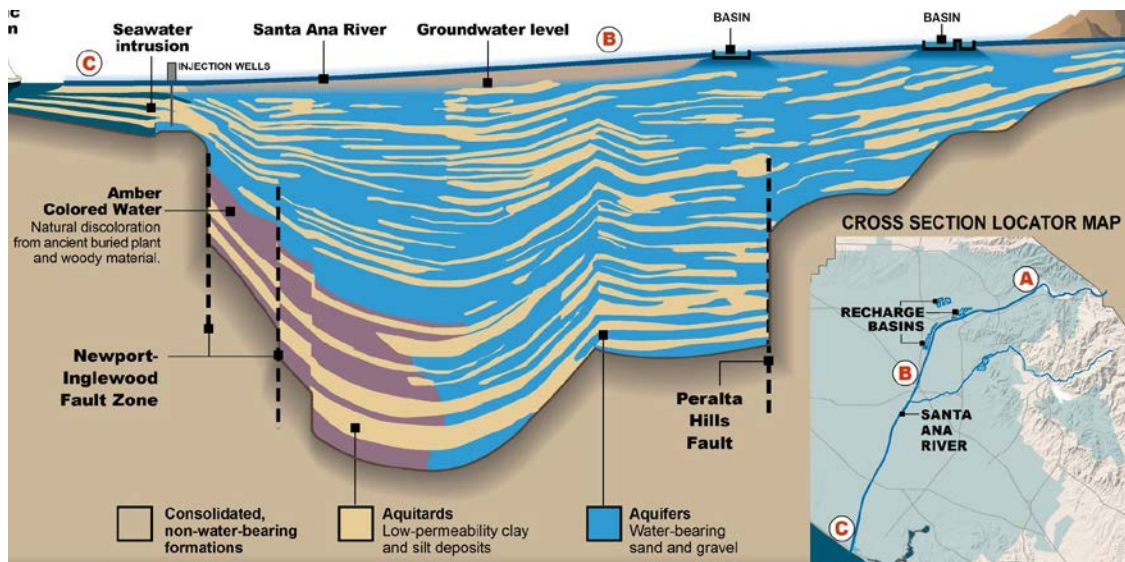 ic
n
Seawater
intrusion
C
INJECTION WELLS
Santa Ana River
Groundwater level
B
BASIN
BASIN
Amber
Colored Water
Natural discoloration
from ancient buried plant
and woody material.
Newport-
Inglewood
Fault Zone
Peralta
Hills
Fault
CROSS SECTION LOCATOR MAP
A
RECHARGE
BASINS
B
SANTA
ANA
RIVER
C
Consolidated,
non-water-bearing
formations
Aquitards
Low-permeability clay
and silt deposits
Aquifers
Water-bearing
sand and gravel